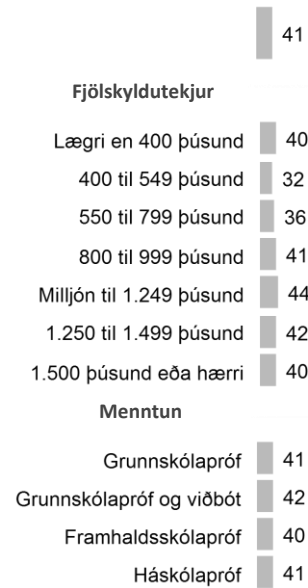 41
Fjölskyldutekjur
Lægri en 400 þúsund 40
400 til 549 þúsund 32
550 til 799 þúsund 36
800 til 999 þúsund 41
Milljón til 1.249 þúsund 44
1.250 til 1.499 þúsund 42
1.500 þúsund eða hærri 40
Menntun
Grunnskólapróf 41
Grunnskólapróf og viðbót 42
Framhaldsskólapróf 40
Háskólapróf 41